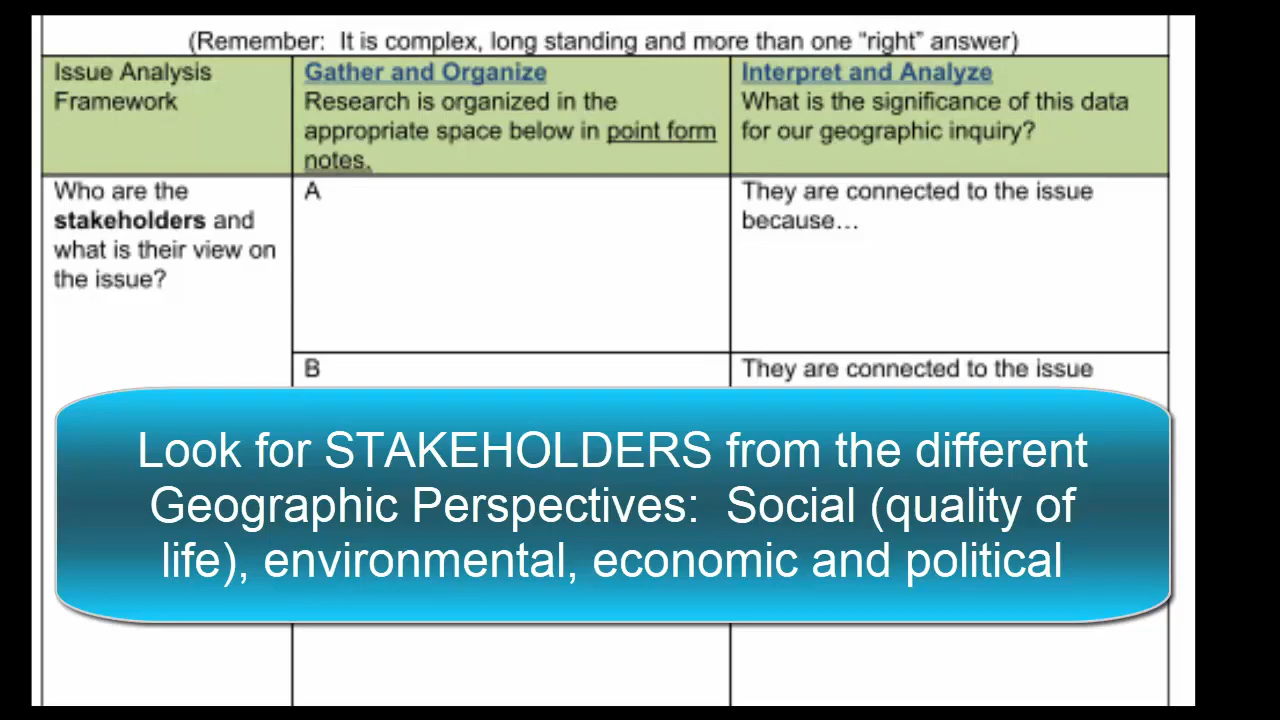 (Remember:  It is complex, long standing and more than one “right” answer)
Issue Analysis
Framework
Gather and Organize
Research is organized in the
appropriate space below in point form
notes.
Interpret and Analyze
What is the significance of this data
for our geographic inquiry?
Who are the
stakeholders and
what is their view on
the issue?
A
They are connected to the issue
because…
B
They are connected to the issue
Look for STAKEHOLDERS from the different
Geographic Perspectives:  Social (quality of
life), environmental, economic and political